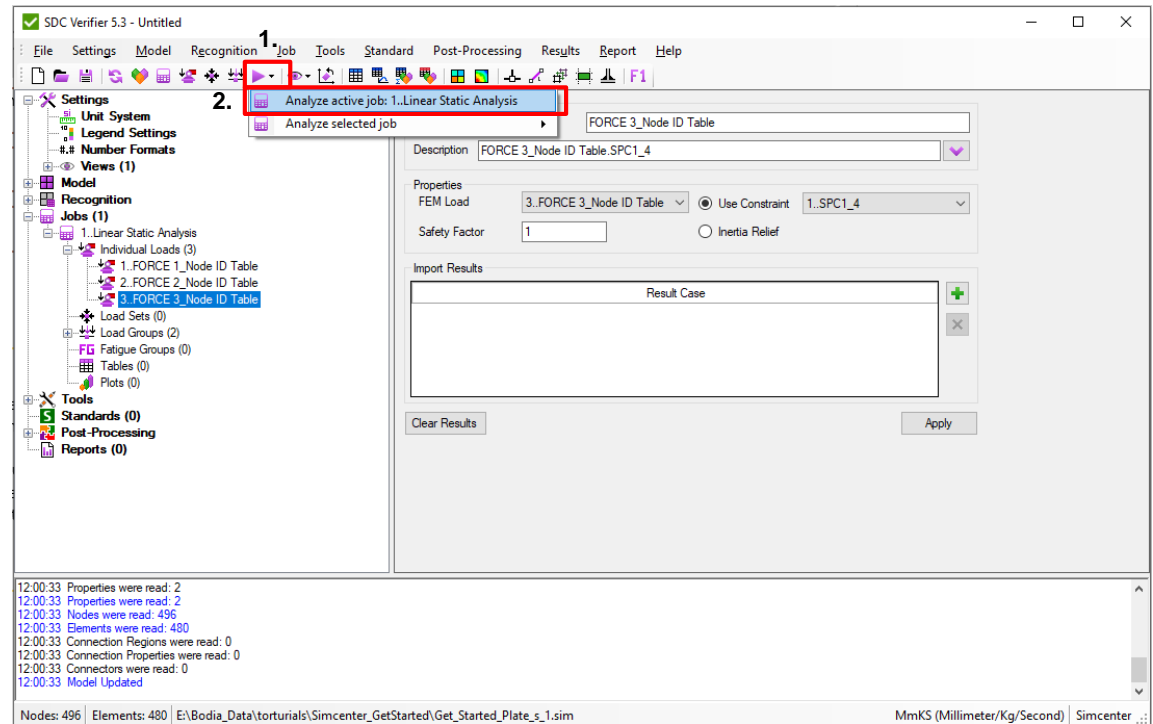 SDC Verifier 5.3 - Untitled
1.
File Settings Model Recognition Job Tools Standard Post-Processing Results Report Help
F1
2.
Analyze active job: 1..Linear Static Analysis
Analyze selected job
Settings
Unit System
Legend Settings
Number Formats
Views (1)
Model
Recognition
Jobs (1)
1..Linear Static Analysis
Individual Loads (3)
1..FORCE 1_Node ID Table
2..FORCE 2_Node ID Table
3..FORCE 3_Node ID Table
Load Sets (0)
Load Groups (2)
FG Fatigue Groups (0)
Tables (0)
Plots (0)
Tools
S Standards (0)
Post-Processing
Reports (0)
FORCE 3_Node ID Table
Description FORCE 3_Node ID Table.SPC1_4
Properties
FEM Load 3..FORCE 3_Node ID Table Use Constraint 1..SPC1_4
Safety Factor 1 Inertia Relief
Import Results
Result Case
Clear Results Apply
12:00:33 Properties were read: 2
12:00:33 Properties were read: 2
12:00:33 Nodes were read: 496
12:00:33 Elements were read: 480
12:00:33 Connection Regions were read: 0
12:00:33 Connection Properties were read: 0
12:00:33 Connectors were read: 0
12:00:33 Model Updated
Nodes: 496 Elements: 480 E:\Bodia_Data\torturials\Simcenter_GetStarted\Get_Started_Plate_s_1.sim MmKS (Millimeter/Kg/Second) Simcenter